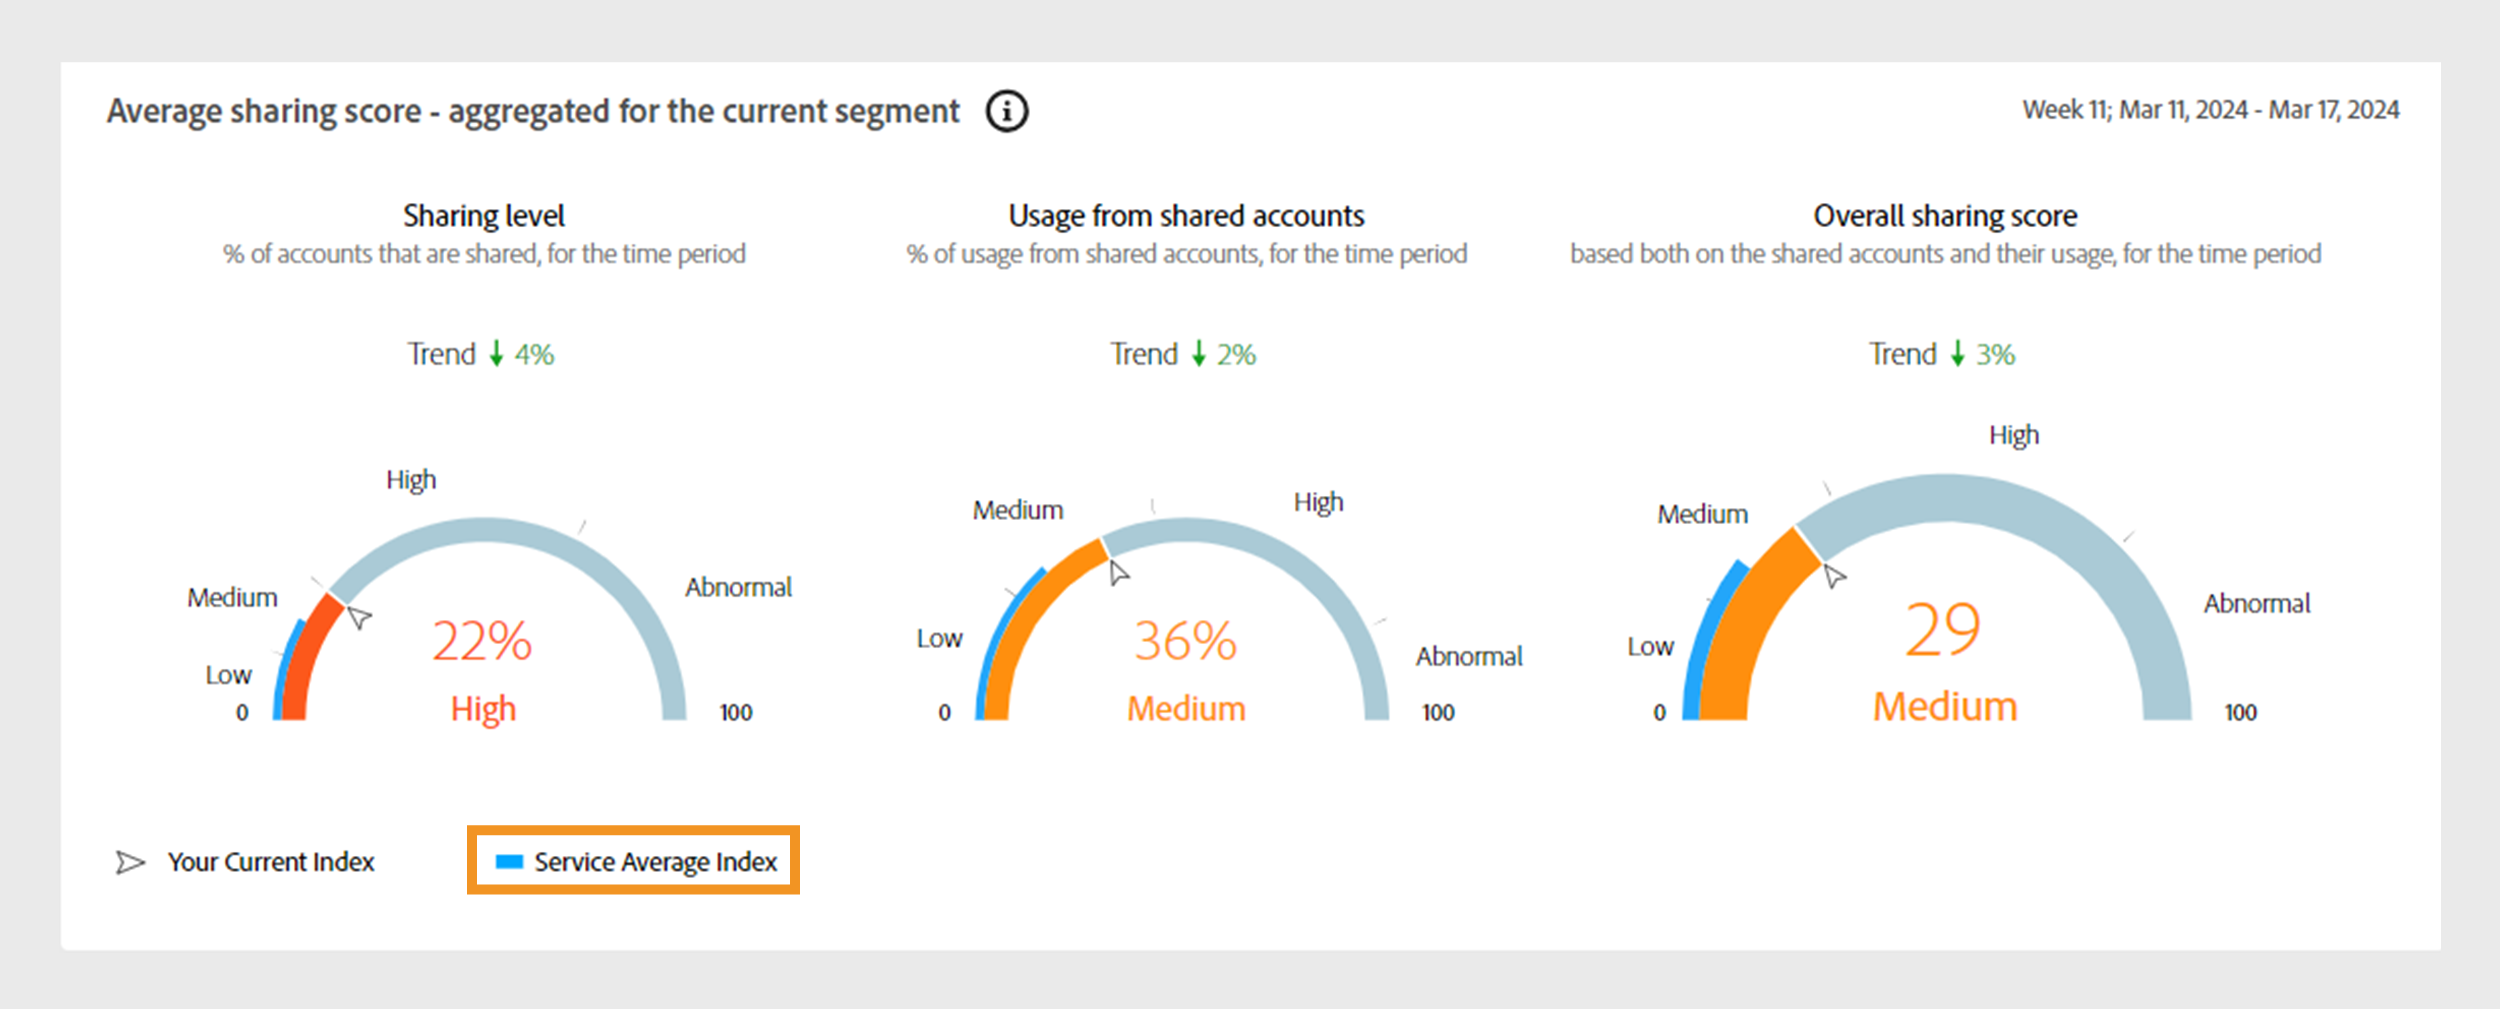 Average sharing score - aggregated for the current segment
Week 11; Mar 11, 2024 - Mar 17, 2024
Sharing level
% of accounts that are shared, for the time period
Trend ↓ 4%
High
Medium
Low
0
22%
High
Abnormal
100
Usage from shared accounts
% of usage from shared accounts, for the time period
Trend ↓ 2%
Medium
High
Low
0
36%
Medium
Abnormal
100
Overall sharing score
based both on the shared accounts and their usage, for the time period
Trend ↓ 3%
High
Medium
Low
0
29
Medium
Abnormal
100
Your Current Index
Service Average Index